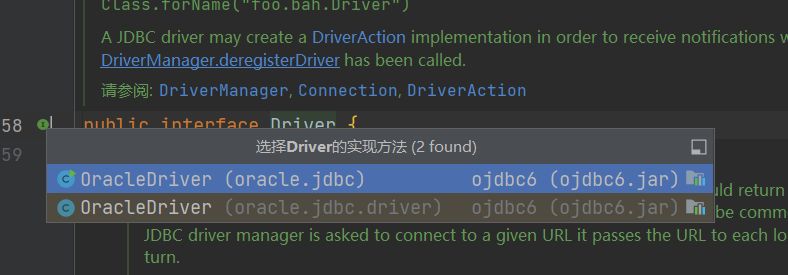 Class.forName("foo.bah.Driver")
A JDBC driver may create a DriverAction implementation in order to receive notifications w
DriverManager.deregisterDriver has been called.
请参阅: DriverManager, Connection, DriverAction
58 public interface Driver {
59
选择Driver的实现方法 (2 found)
OracleDriver (oracle.jdbc) ojdbc6 (ojdbc6.jar)
uld return
OracleDriver (oracle.jdbc.driver) ojdbc6 (ojdbc6.jar)
be comm
JDBC driver manager is asked to connect to a given URL it passes the URL to each lo
turn.